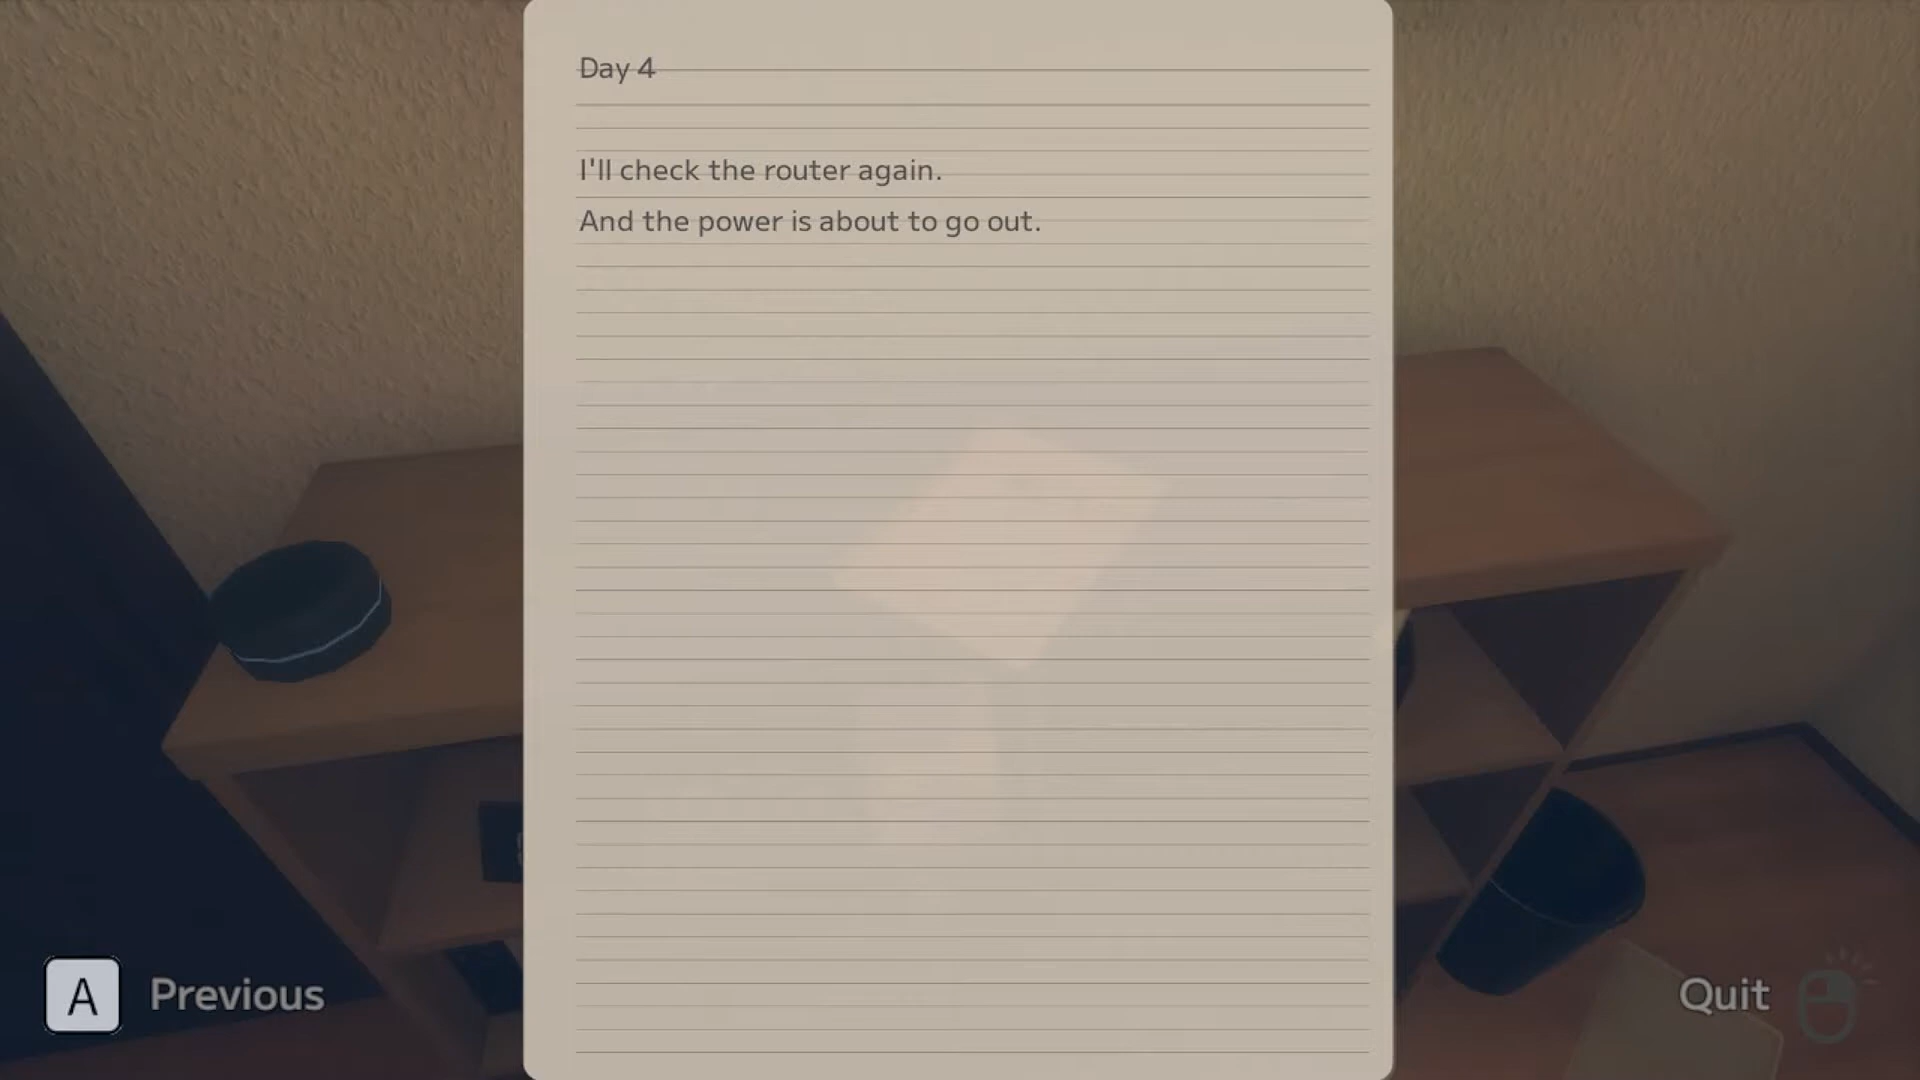 Day 4
I'll check the router again.
And the power is about to go out.
A Previous
Quit